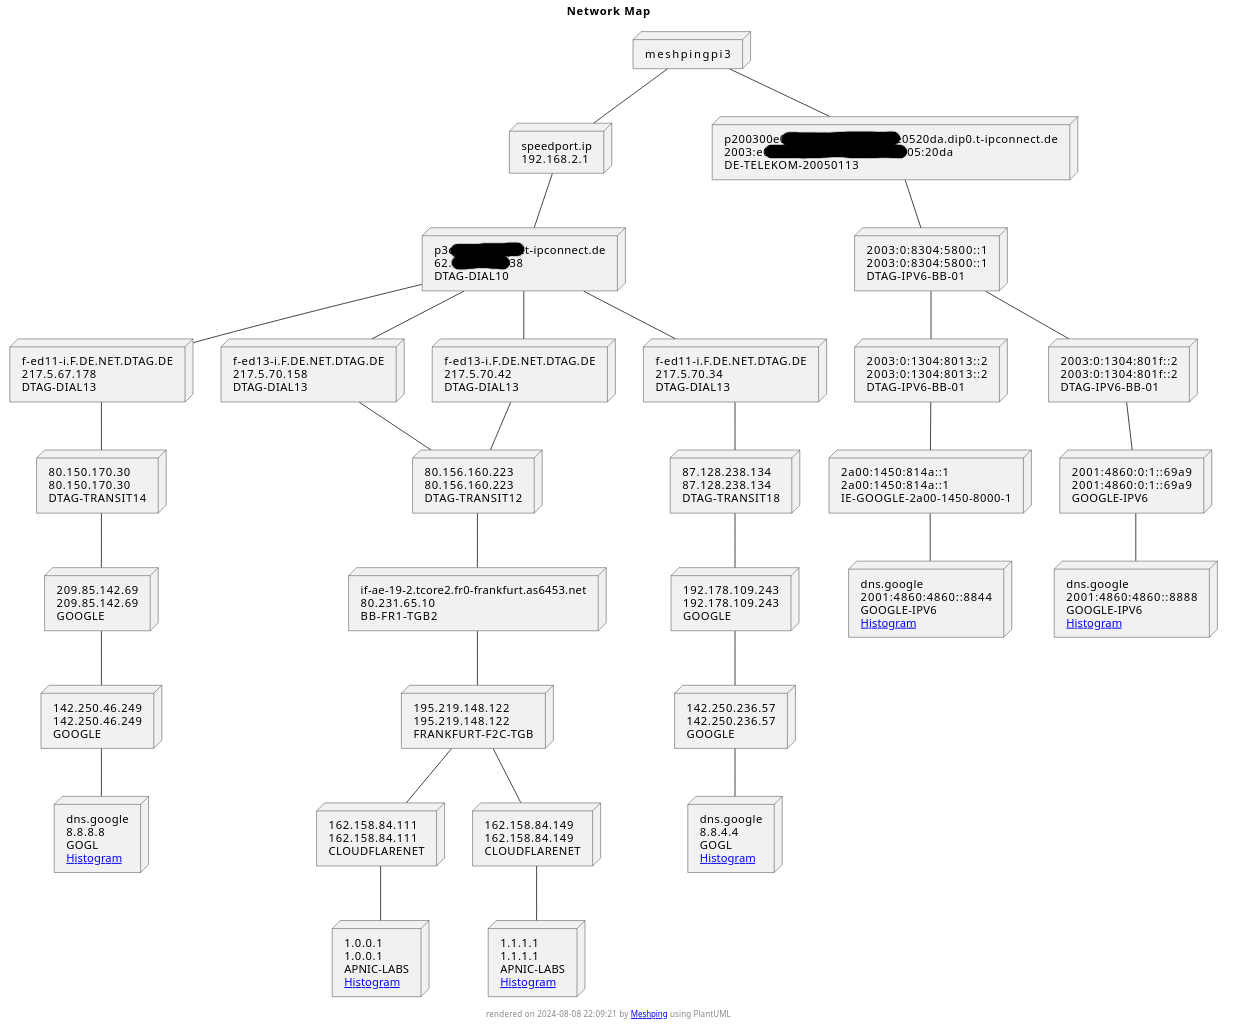 Network Map
meshpingpi3
speedport.ip
192.168.2.1
p200300e 0520da.dip0.t-ipconnect.de
2003:e 05:20da
DE-TELEKOM-20050113
p3 t-ipconnect.de
62. 38
DTAG-DIAL10
2003:0:8304:5800::1
2003:0:8304:5800::1
DTAG-IPV6-BB-01
f-ed11-i.F.DE.NET.DTAG.DE
217.5.67.178
DTAG-DIAL13
f-ed13-i.F.DE.NET.DTAG.DE
217.5.70.158
DTAG-DIAL13
f-ed13-i.F.DE.NET.DTAG.DE
217.5.70.42
DTAG-DIAL13
f-ed11-i.F.DE.NET.DTAG.DE
217.5.70.34
DTAG-DIAL13
2003:0:1304:8013::2
2003:0:1304:8013::2
DTAG-IPV6-BB-01
2003:0:1304:801f::2
2003:0:1304:801f::2
DTAG-IPV6-BB-01
80.150.170.30
80.150.170.30
DTAG-TRANSIT14
80.156.160.223
80.156.160.223
DTAG-TRANSIT12
87.128.238.134
87.128.238.134
DTAG-TRANSIT18
2a00:1450:814a::1
2a00:1450:814a::1
IE-GOOGLE-2a00-1450-8000-1
2001:4860:0:1::69a9
2001:4860:0:1::69a9
GOOGLE-IPV6
209.85.142.69
209.85.142.69
GOOGLE
if-ae-19-2.tcore2.fr0-frankfurt.as6453.net
80.231.65.10
BB-FR1-TGB2
192.178.109.243
192.178.109.243
GOOGLE
dns.google
2001:4860:4860::8844
GOOGLE-IPV6
Histogram
dns.google
2001:4860:4860::8888
GOOGLE-IPV6
Histogram
142.250.46.249
142.250.46.249
GOOGLE
195.219.148.122
195.219.148.122
FRANKFURT-F2C-TGB
142.250.236.57
142.250.236.57
GOOGLE
dns.google
8.8.8.8
GOGL
Histogram
162.158.84.111
162.158.84.111
CLOUDFLARENET
162.158.84.149
162.158.84.149
CLOUDFLARENET
dns.google
8.8.4.4
GOGL
Histogram
1.0.0.1
1.0.0.1
APNIC-LABS
Histogram
1.1.1.1
1.1.1.1
APNIC-LABS
Histogram
rendered on 2024-08-08 22:09:21 by Meshping using PlantUML